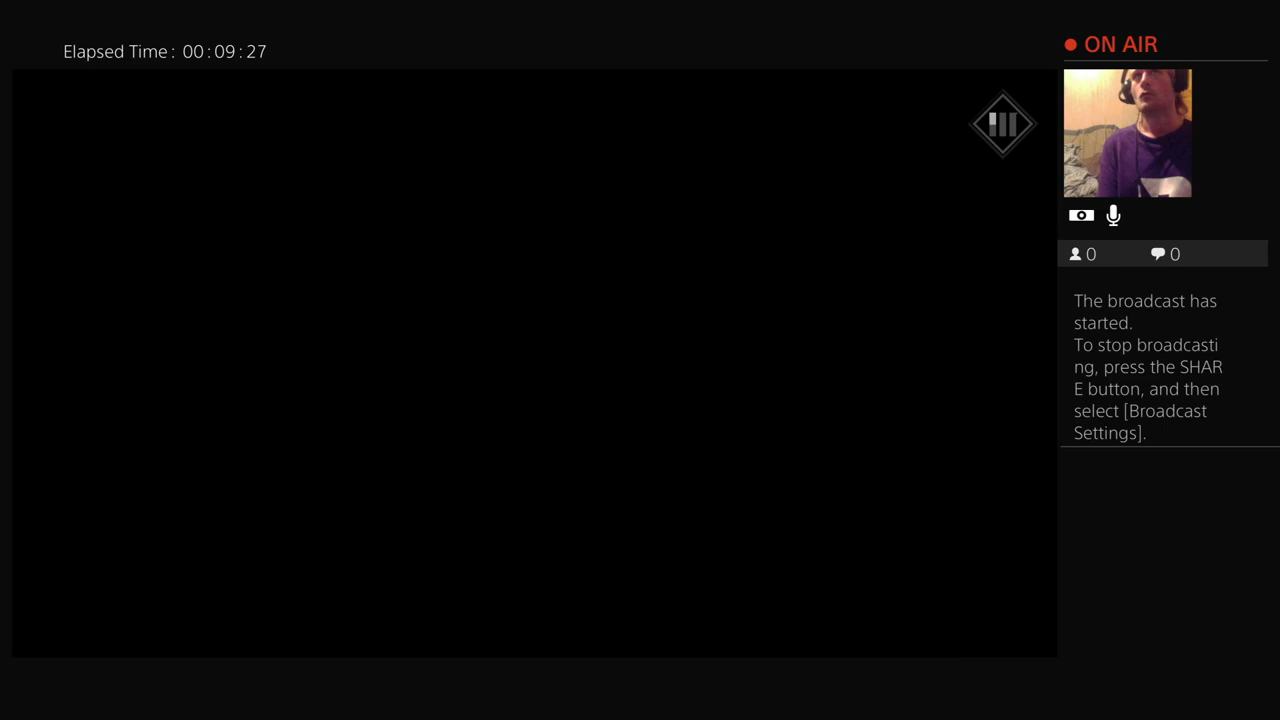 Elapsed Time: 00:09:27
ON AIR
0
0
The broadcast has
started.
To stop broadcasti
ng, press the SHAR
E button, and then
select [Broadcast
Settings].